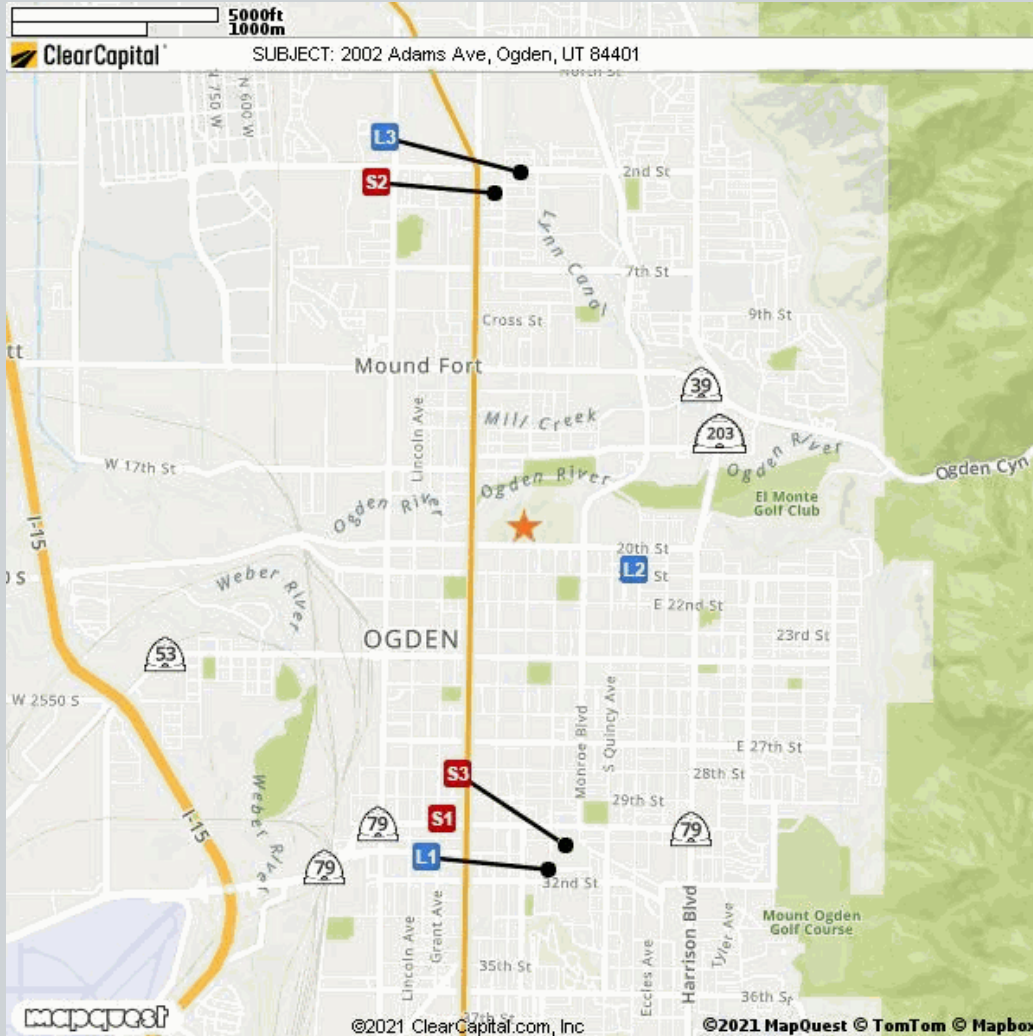 5000ft
1000m
ClearCapital
SUBJECT: 2002 Adams Ave, Ogden, UT 84401
North St
N 750 W
N 600 W
L3
S2
2nd St
Lynn Canal
7th St
Cross St
9th St
tt
Mound Fort
39
Lincoln Ave
Mill Creek
203
W 17th St
Ogden River
Ogden River
Ogden River
Ogden Cyn
El Monte
Golf Club
I-15
20th St
L2
St
Weber River
E 22nd St
OGDEN
23rd St
53
W 2550 S
Monroe Blvd
S Quincy Ave
E 27th St
S3
28th St
29th St
Weber River
I-15
79
S1
79
L1
79
32nd St
Lincoln Ave
Grant Ave
Eccles Ave
Harrison Blvd
Tyler Ave
Mount Ogden
Golf Course
35th St
36th St
37th St
mapquest
©2021 ClearCapital.com, Inc
©2021 MapQuest © TomTom © Mapbox